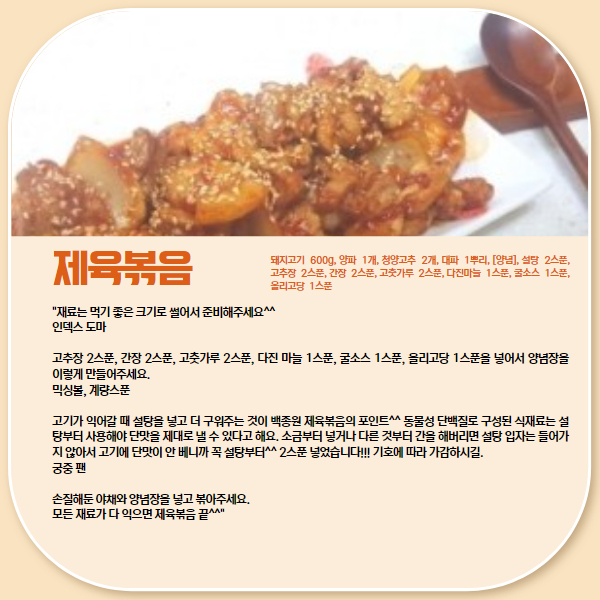 제육볶음
돼지고기 600g, 양파 1개, 청양고추 2개, 대파 1뿌리, [양념], 설탕 2스푼,
고추장 2스푼, 간장 2스푼, 고춧가루 2스푼, 다진마늘 1스푼, 굴소스 1스푼,
올리고당 1스푼
"재료는 먹기 좋은 크기로 썰어서 준비해주세요^^
인덱스 도마
고추장 2스푼, 간장 2스푼, 고춧가루 2스푼, 다진 마늘 1스푼, 굴소스 1스푼, 올리고당 1스푼을 넣어서 양념장을
이렇게 만들어주세요.
믹싱볼, 계량스푼
고기가 익어갈 때 설탕을 넣고 더 구워주는 것이 백종원 제육볶음의 포인트^^ 동물성 단백질로 구성된 식재료는 설
탕부터 사용해야 단맛을 제대로 낼 수 있다고 해요. 소금부터 넣거나 다른 것부터 간을 해버리면 설탕 입자는 들어가
지 않아서 고기에 단맛이 안 베니까 꼭 설탕부터^^ 2스푼 넣었습니다!!! 기호에 따라 가감하시길.
궁중 팬
손질해둔 야채와 양념장을 넣고 볶아주세요.
모든 재료가 다 익으면 제육볶음 끝^^"